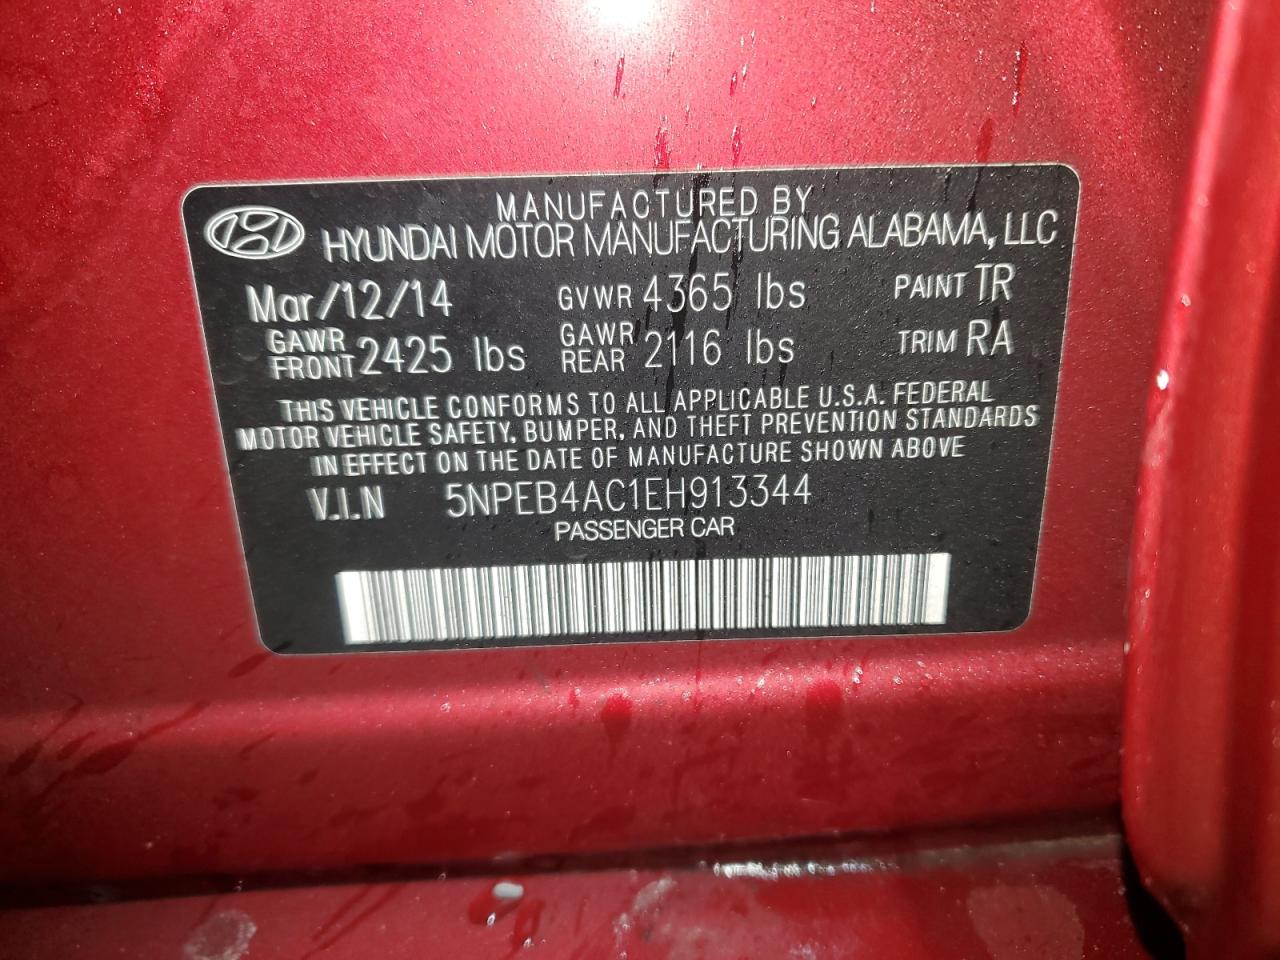 MANUFACTURED BY
HYUNDAI MOTOR MANUFACTURING ALABAMA, LLC
Mar/12/14 GVWR 4365 lbs PAINT TR
GAWR FRONT 2425 lbs GAWR REAR 2116 lbs TRIM RA
THIS VEHICLE CONFORMS TO ALL APPLICABLE U.S.A. FEDERAL
MOTOR VEHICLE SAFETY, BUMPER, AND THEFT PREVENTION STANDARDS
IN EFFECT ON THE DATE OF MANUFACTURE SHOWN ABOVE
V.I.N 5NPEB4AC1EH913344
PASSENGER CAR